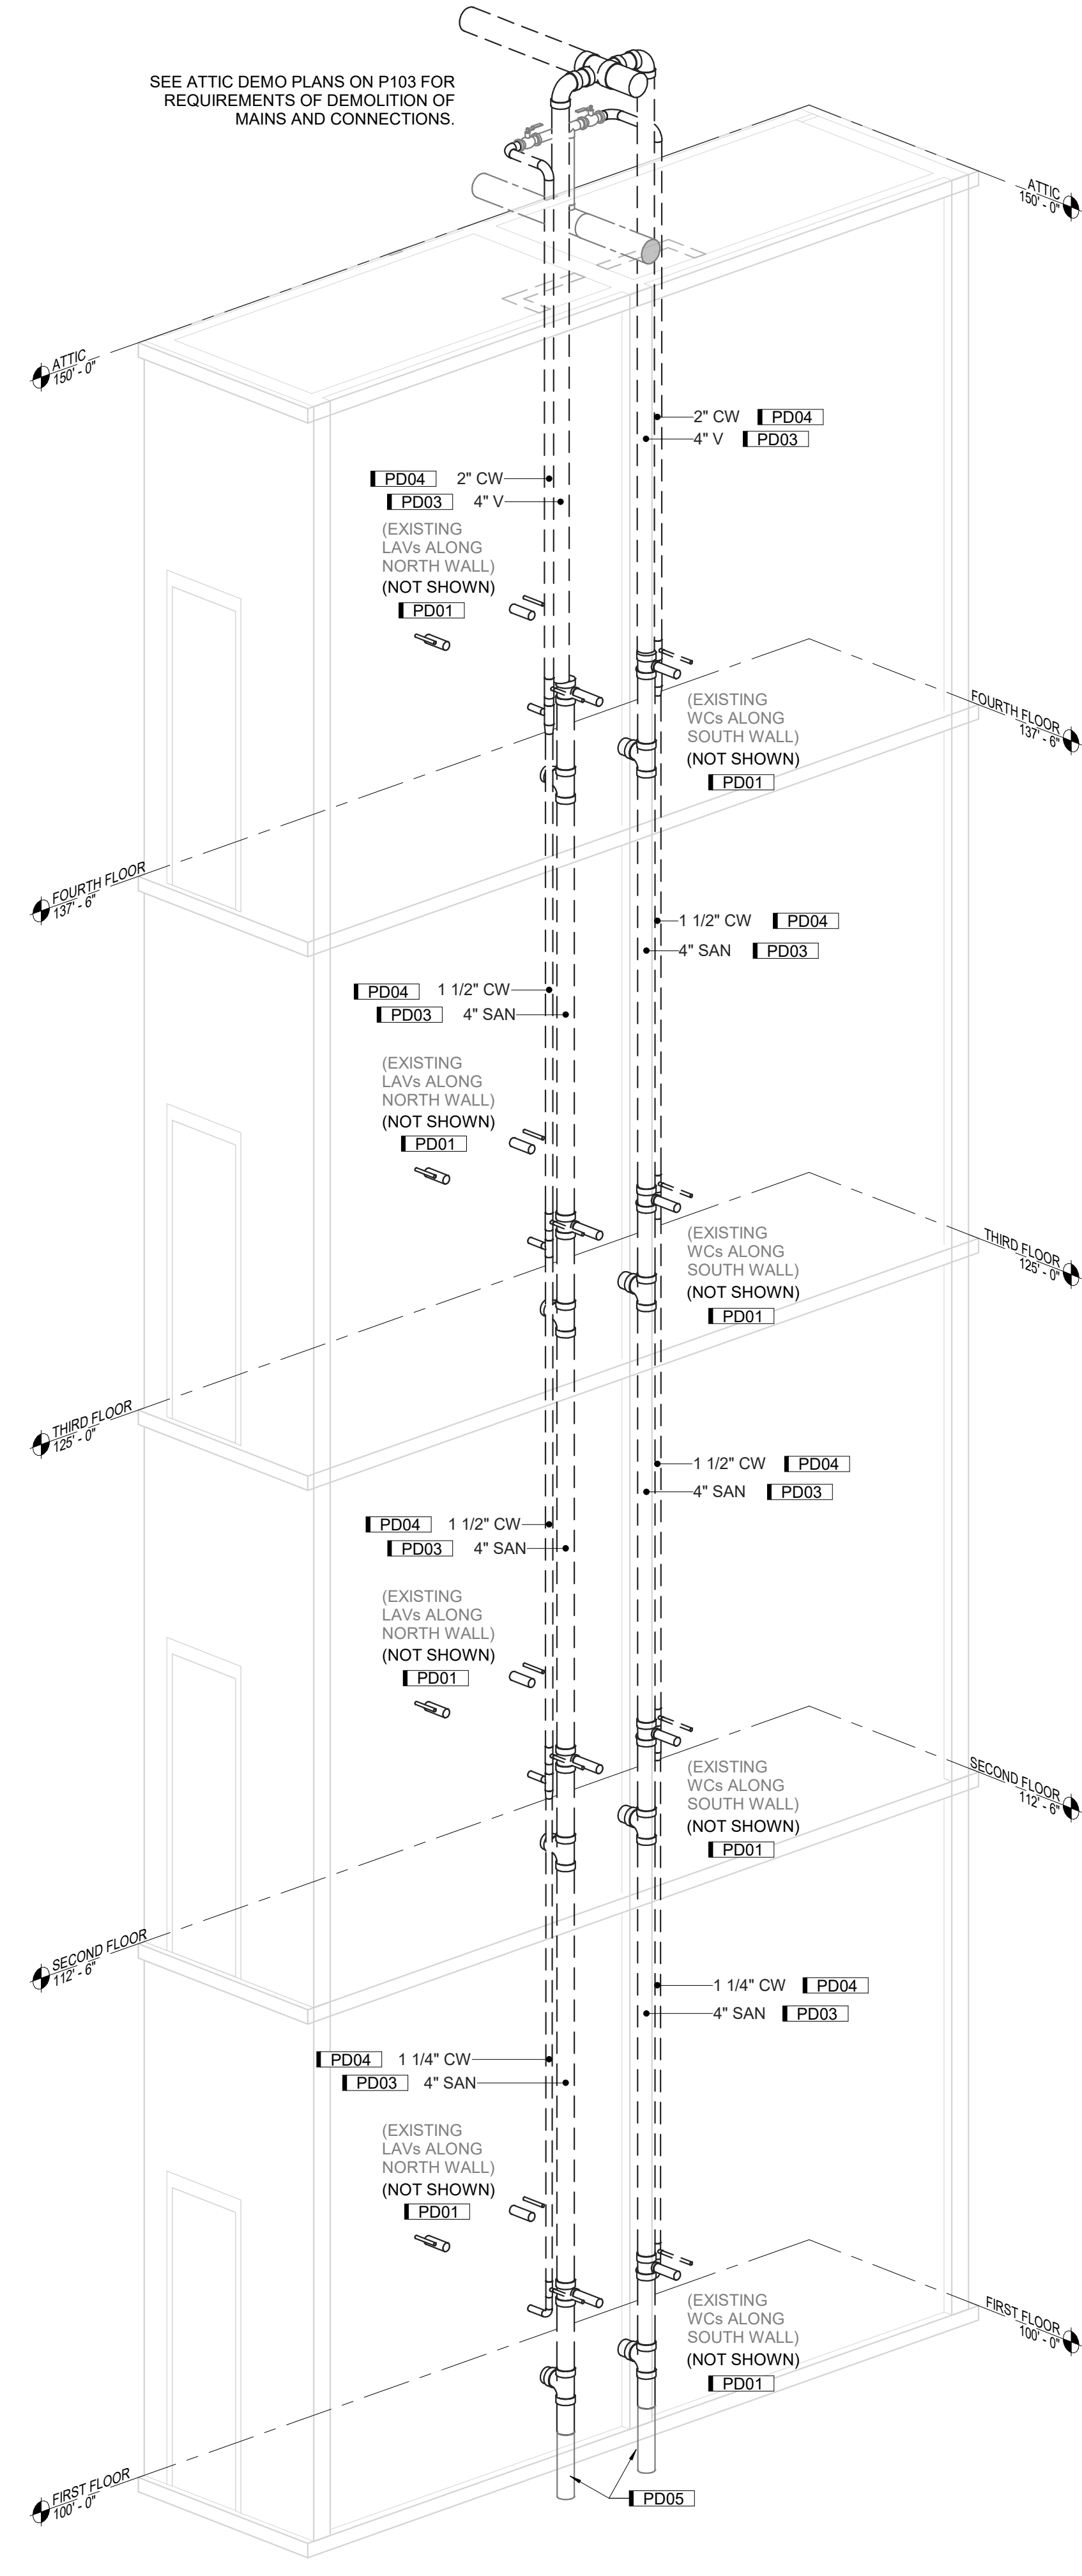 SEE ATTIC DEMO PLANS ON P103 FOR
REQUIREMENTS OF DEMOLITION OF
MAINS AND CONNECTIONS.
ATTIC
150' - 0"
ATTIC
150' - 0"
2" CW PD04
4" V PD03
PD04 2" CW
PD03 4" V
(EXISTING
LAVs ALONG
NORTH WALL)
(NOT SHOWN)
PD01
(EXISTING
WCs ALONG
SOUTH WALL)
(NOT SHOWN)
PD01
FOURTH FLOOR
137' - 6"
FOURTH FLOOR
137' - 6"
1 1/2" CW PD04
4" SAN PD03
PD04 1 1/2" CW
PD03 4" SAN
(EXISTING
LAVs ALONG
NORTH WALL)
(NOT SHOWN)
PD01
(EXISTING
WCs ALONG
SOUTH WALL)
(NOT SHOWN)
PD01
THIRD FLOOR
125' - 0"
THIRD FLOOR
125' - 0"
1 1/2" CW PD04
4" SAN PD03
PD04 1 1/2" CW
PD03 4" SAN
(EXISTING
LAVs ALONG
NORTH WALL)
(NOT SHOWN)
PD01
(EXISTING
WCs ALONG
SOUTH WALL)
(NOT SHOWN)
PD01
SECOND FLOOR
112' - 6"
SECOND FLOOR
112' - 6"
1 1/4" CW PD04
4" SAN PD03
PD04 1 1/4" CW
PD03 4" SAN
(EXISTING
LAVs ALONG
NORTH WALL)
(NOT SHOWN)
PD01
(EXISTING
WCs ALONG
SOUTH WALL)
(NOT SHOWN)
PD01
FIRST FLOOR
100' - 0"
FIRST FLOOR
100' - 0"
PD05